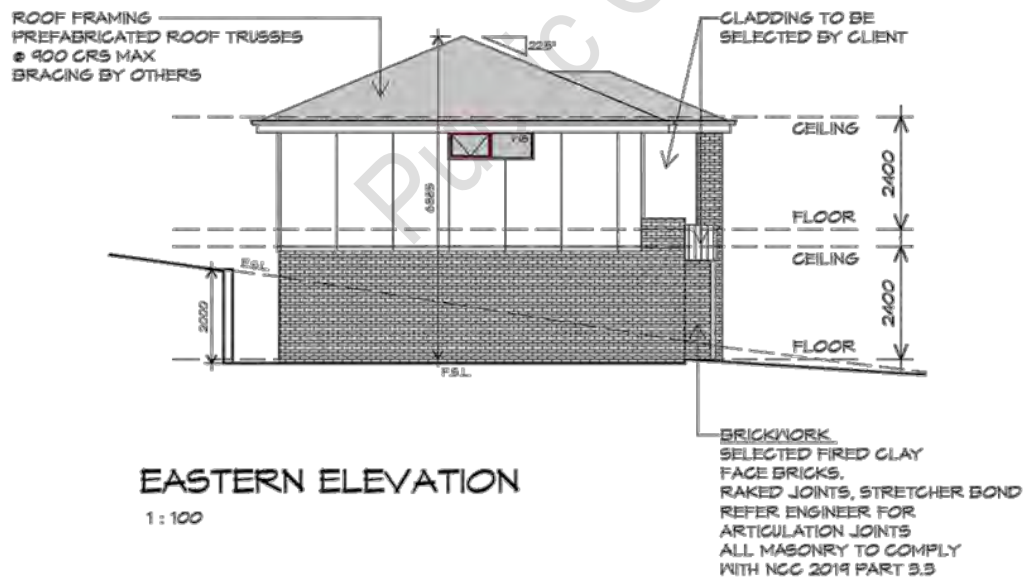 ROOF FRAMING
PREFABRICATED ROOF TRUSSES
@ 900 CRS MAX
BRACING BY OTHERS
CLADDING TO BE
SELECTED BY CLIENT
22.5°
CEILING
2400
FLOOR
CEILING
2400
FLOOR
E.S.L.
2000
F.S.L.
BRICKWORK
SELECTED FIRED CLAY
FACE BRICKS.
RAKED JOINTS, STRETCHER BOND
REFER ENGINEER FOR
ARTICULATION JOINTS
ALL MASONRY TO COMPLY
WITH NCC 2019 PART 3.3
EASTERN ELEVATION
1 : 100